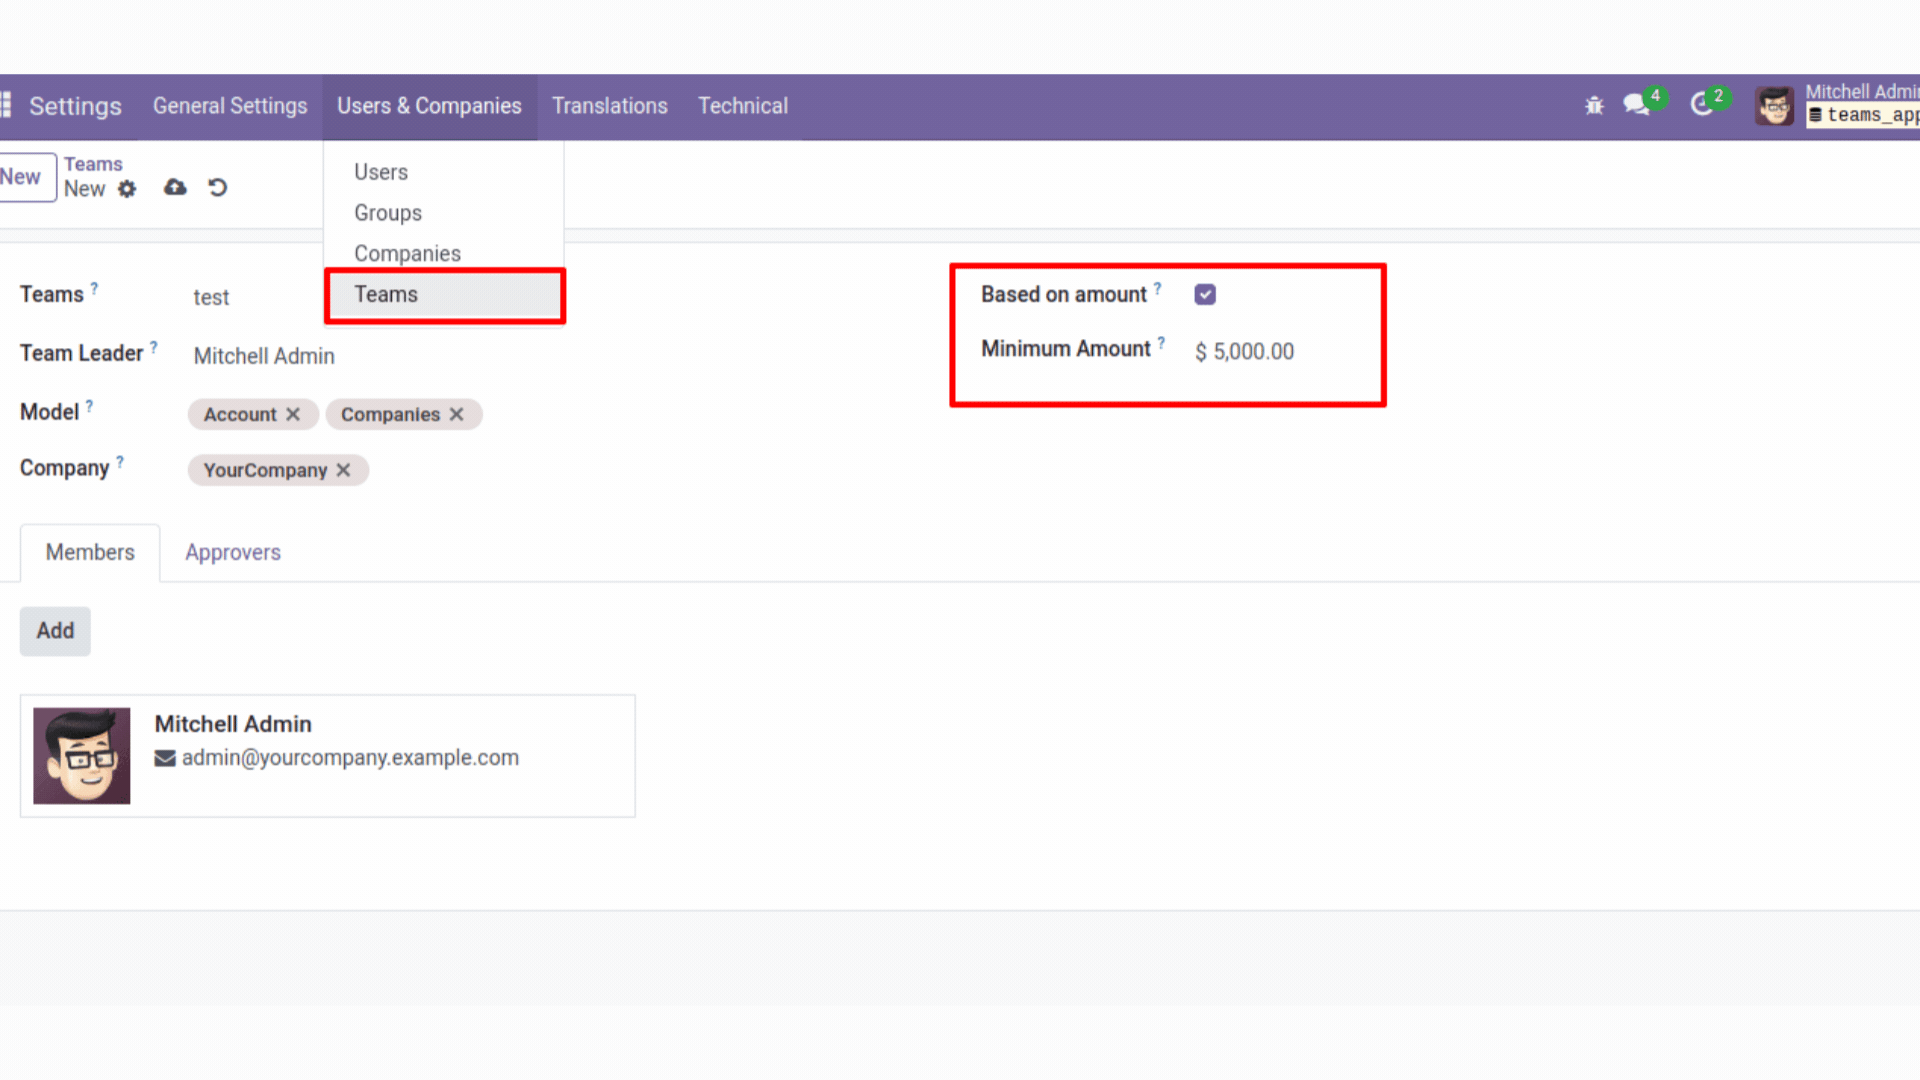 Settings General Settings Users & Companies Translations Technical 4 2 Mitchell Admin
teams_app
New Teams
New
Users
Groups
Companies
Teams
Teams ? test
Team Leader ? Mitchell Admin
Model ? Account Companies
Company ? YourCompany
Based on amount ?
Minimum Amount ? $ 5,000.00
Members Approvers
Add
Mitchell Admin
admin@yourcompany.example.com